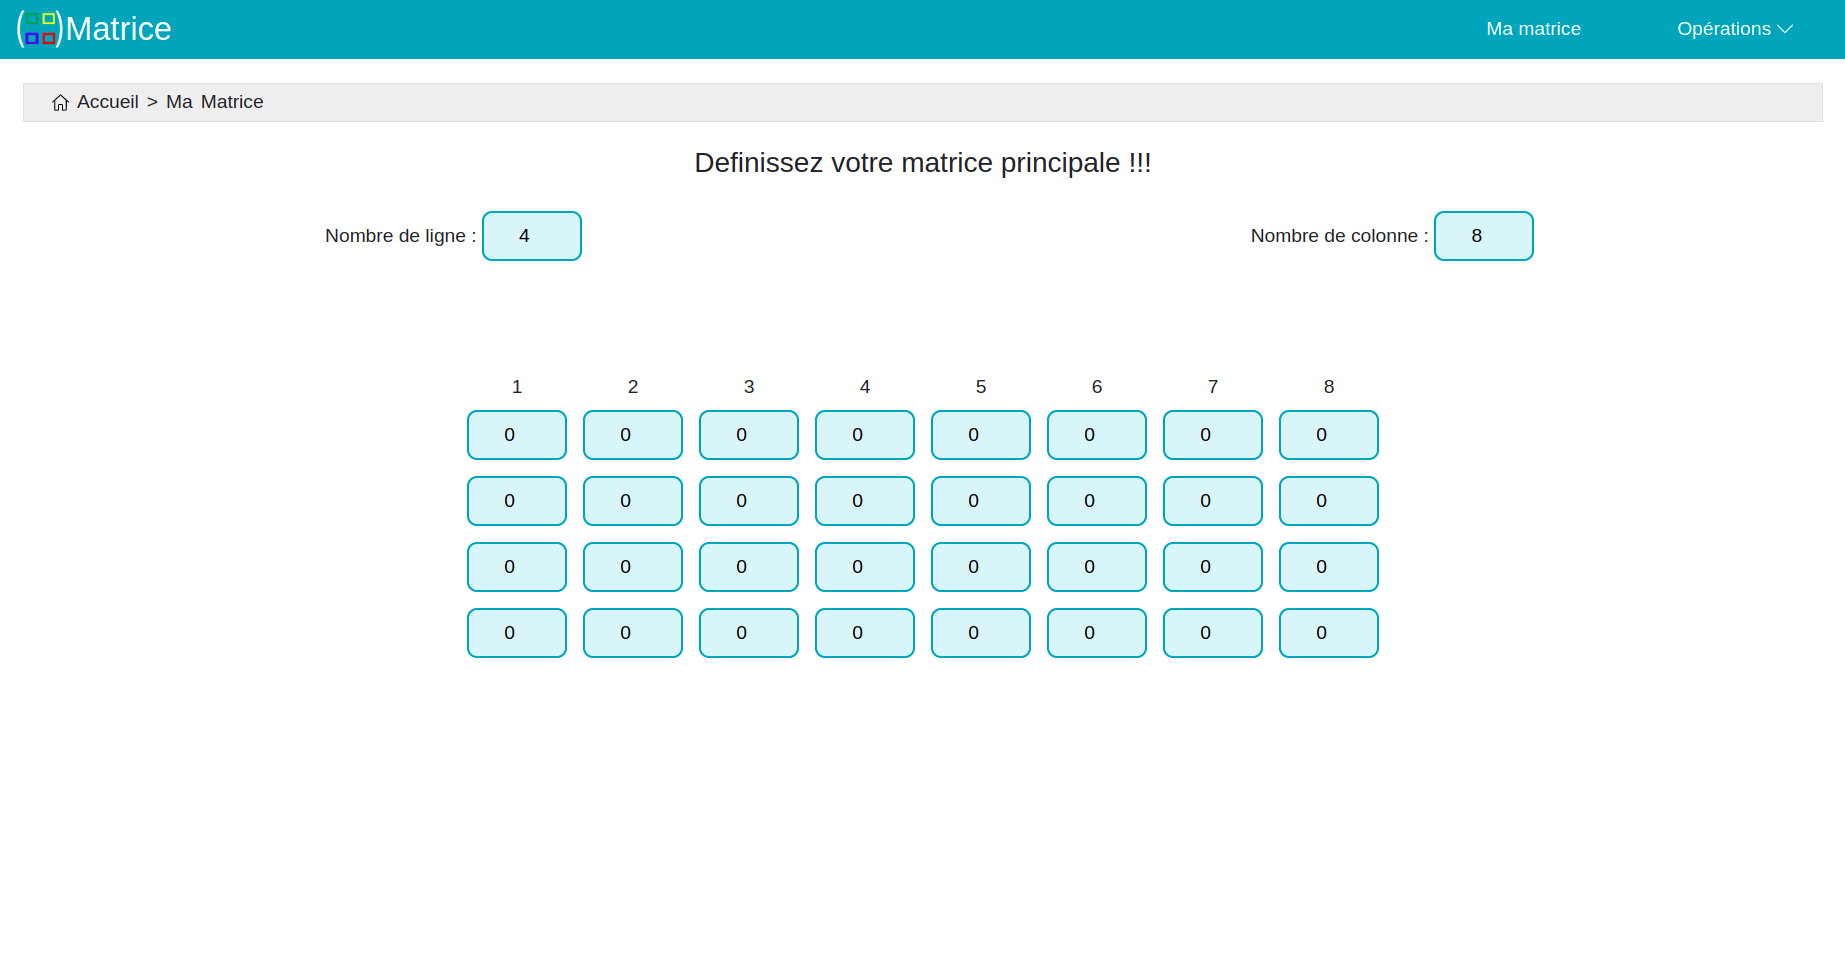 Matrice Ma matrice Opérations
Accueil > Ma Matrice
Definissez votre matrice principale !!!
Nombre de ligne : 4 Nombre de colonne : 8
1 2 3 4 5 6 7 8
0 0 0 0 0 0 0 0
0 0 0 0 0 0 0 0
0 0 0 0 0 0 0 0
0 0 0 0 0 0 0 0